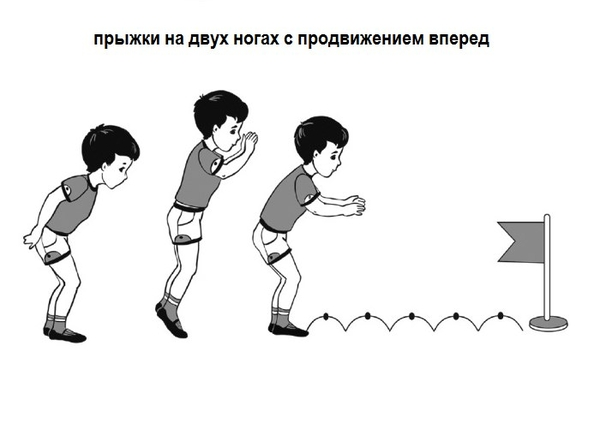 прыжки на двух ногах с продвижением вперед